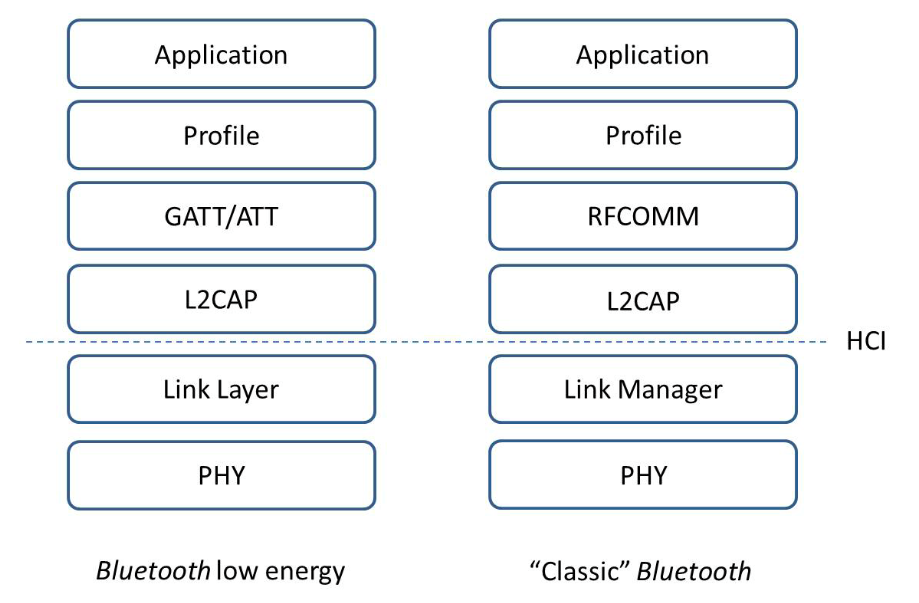 Application
Profile
GATT/ATT
L2CAP
Link Layer
PHY
Bluetooth low energy
Application
Profile
RFCOMM
L2CAP
Link Manager
PHY
“Classic” Bluetooth
HCI